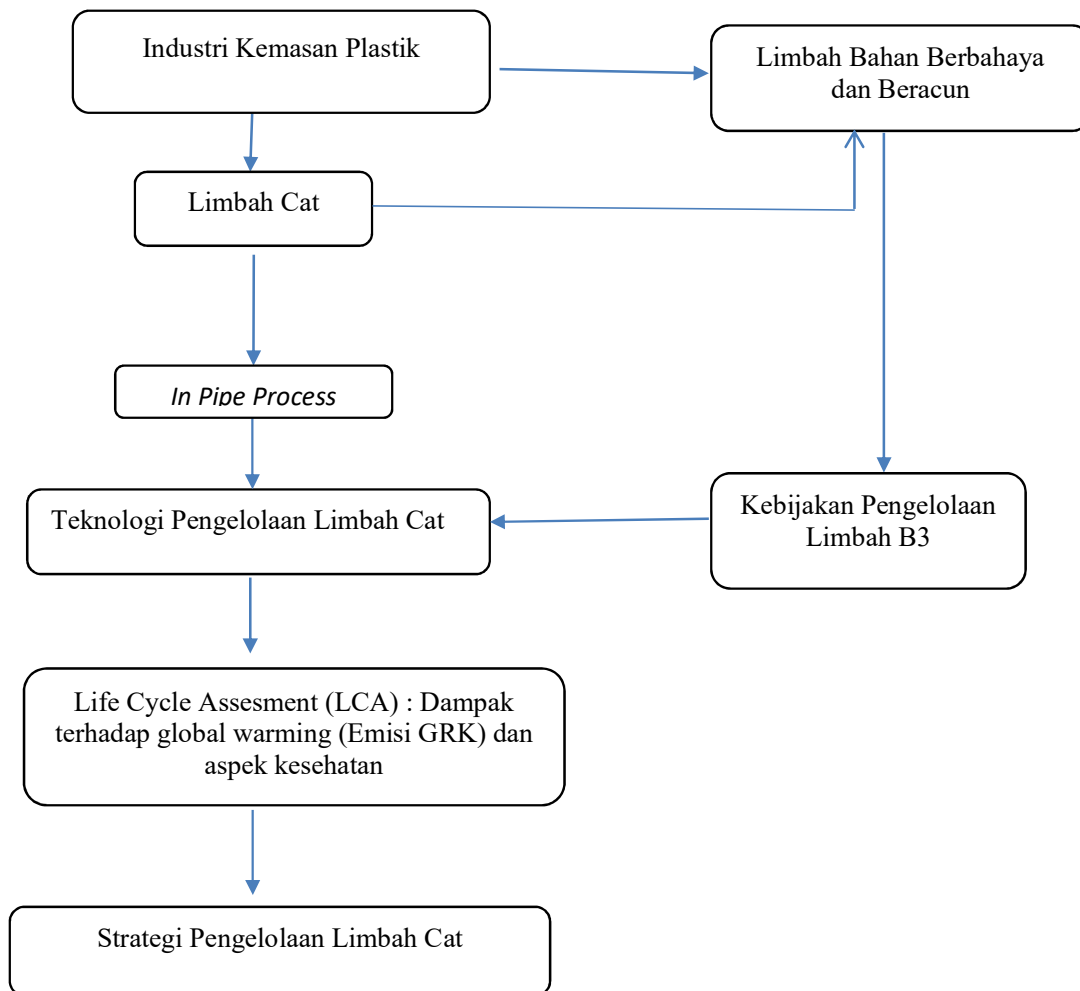 Industri Kemasan Plastik
Limbah Bahan Berbahaya
dan Beracun
Limbah Cat
In Pipe Process
Teknologi Pengelolaan Limbah Cat
Kebijakan Pengelolaan
Limbah B3
Life Cycle Assesment (LCA) : Dampak
terhadap global warming (Emisi GRK) dan
aspek kesehatan
Strategi Pengelolaan Limbah Cat